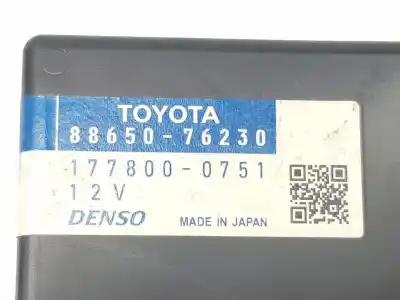 TOYOTA
88650-76230
177800-0751
12V
DENSO MADE IN JAPAN